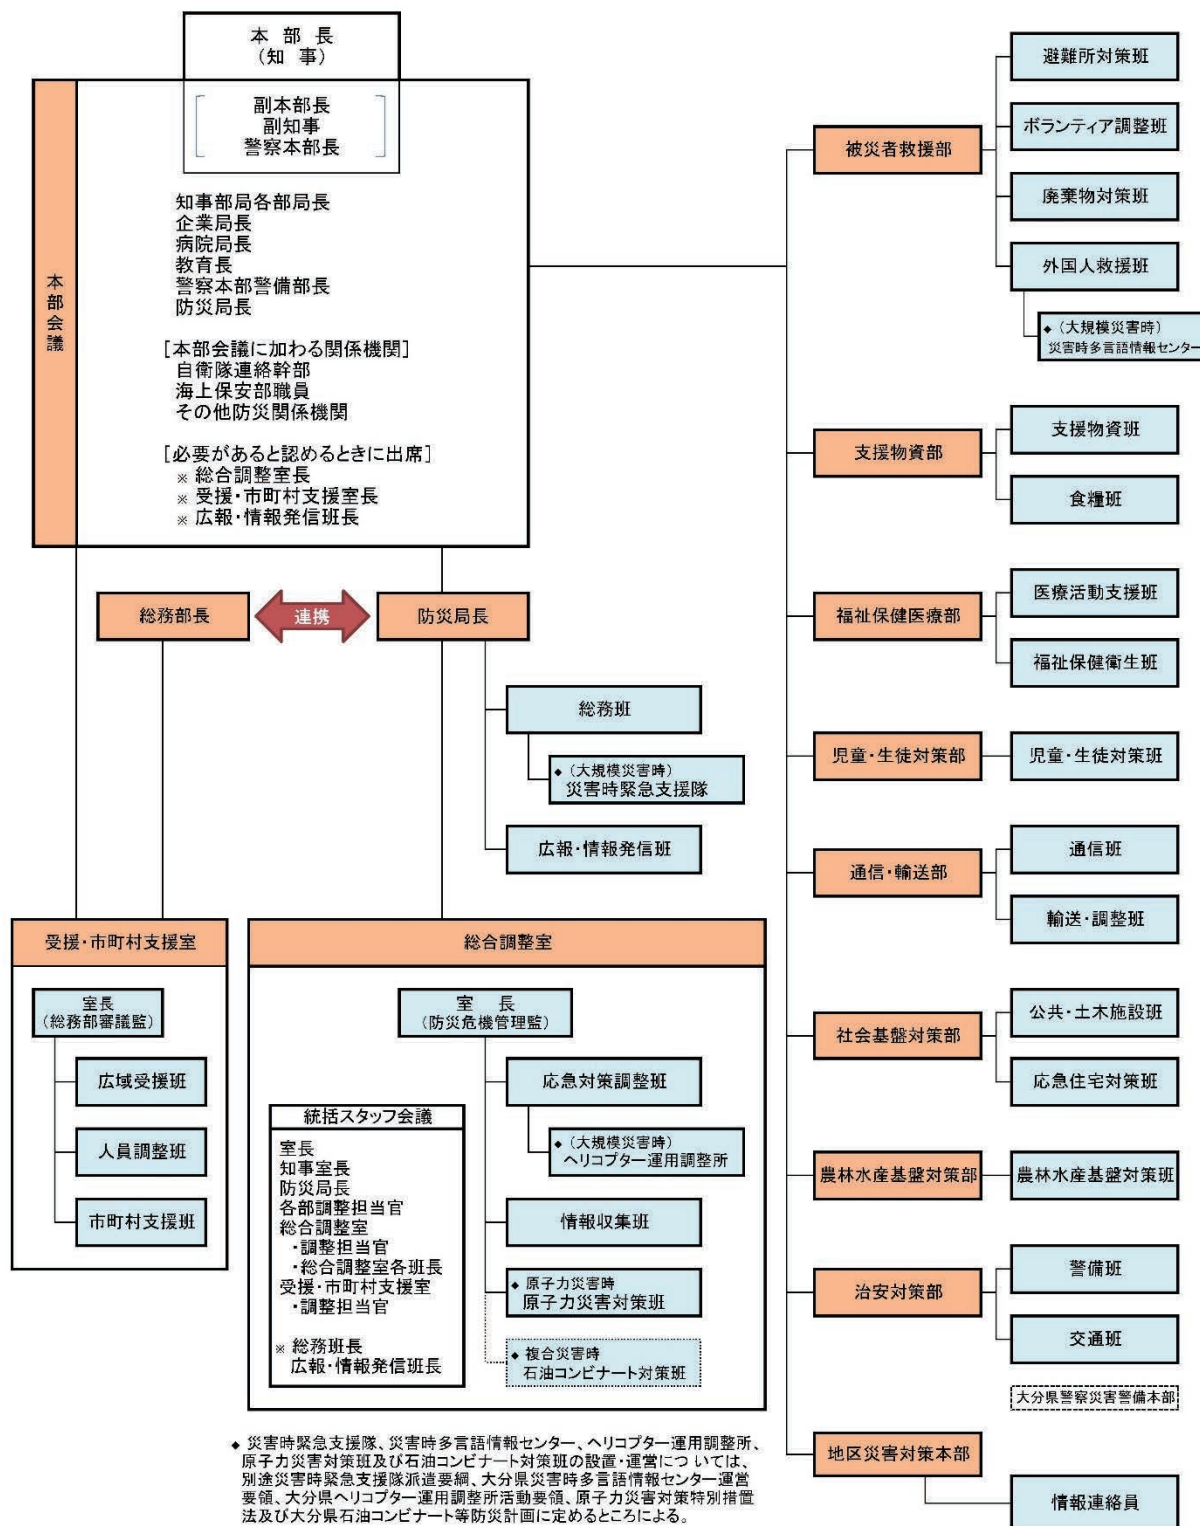 本 部 長
(知 事)
副本部長
副知事
警察本部長
本部会議
知事部局各部局長
企業局長
病院局長
教育長
警察本部警備部長
防災局長
[本部会議に加わる関係機関]
自衛隊連絡幹部
海上保安部職員
その他防災関係機関
[必要があると認めるときに出席]
※ 総合調整室長
※ 受援・市町村支援室長
※ 広報・情報発信班長
総務部長
連携
防災局長
総務班
◆ (大規模災害時)
災害時緊急支援隊
広報・情報発信班
受援・市町村支援室
室長
(総務部審議監)
広域受援班
人員調整班
市町村支援班
総合調整室
室 長
(防災危機管理監)
応急対策調整班
◆ (大規模災害時)
ヘリコプター運用調整所
情報収集班
◆ 原子力災害時
原子力災害対策班
◆ 複合災害時
石油コンビナート対策班
統括スタッフ会議
室長
知事室長
防災局長
各部調整担当官
総合調整室
・調整担当官
・総合調整室各班長
受援・市町村支援室
・調整担当官
※ 総務班長
広報・情報発信班長
被災者救援部
避難所対策班
ボランティア調整班
廃棄物対策班
外国人救援班
◆ (大規模災害時)
災害時多言語情報センター
支援物資部
支援物資班
食糧班
福祉保健医療部
医療活動支援班
福祉保健衛生班
児童・生徒対策部
児童・生徒対策班
通信・輸送部
通信班
輸送・調整班
社会基盤対策部
公共・土木施設班
応急住宅対策班
農林水産基盤対策部
農林水産基盤対策班
治安対策部
警備班
交通班
大分県警察災害警備本部
地区災害対策本部
情報連絡員
◆ 災害時緊急支援隊、災害時多言語情報センター、ヘリコプター運用調整所、
原子力災害対策班及び石油コンビナート対策班の設置・運営については、
別途災害時緊急支援隊派遣要綱、大分県災害時多言語情報センター運営
要領、大分県ヘリコプター運用調整所活動要領、原子力災害対策特別措置
法及び大分県石油コンビナート等防災計画に定めるところによる。